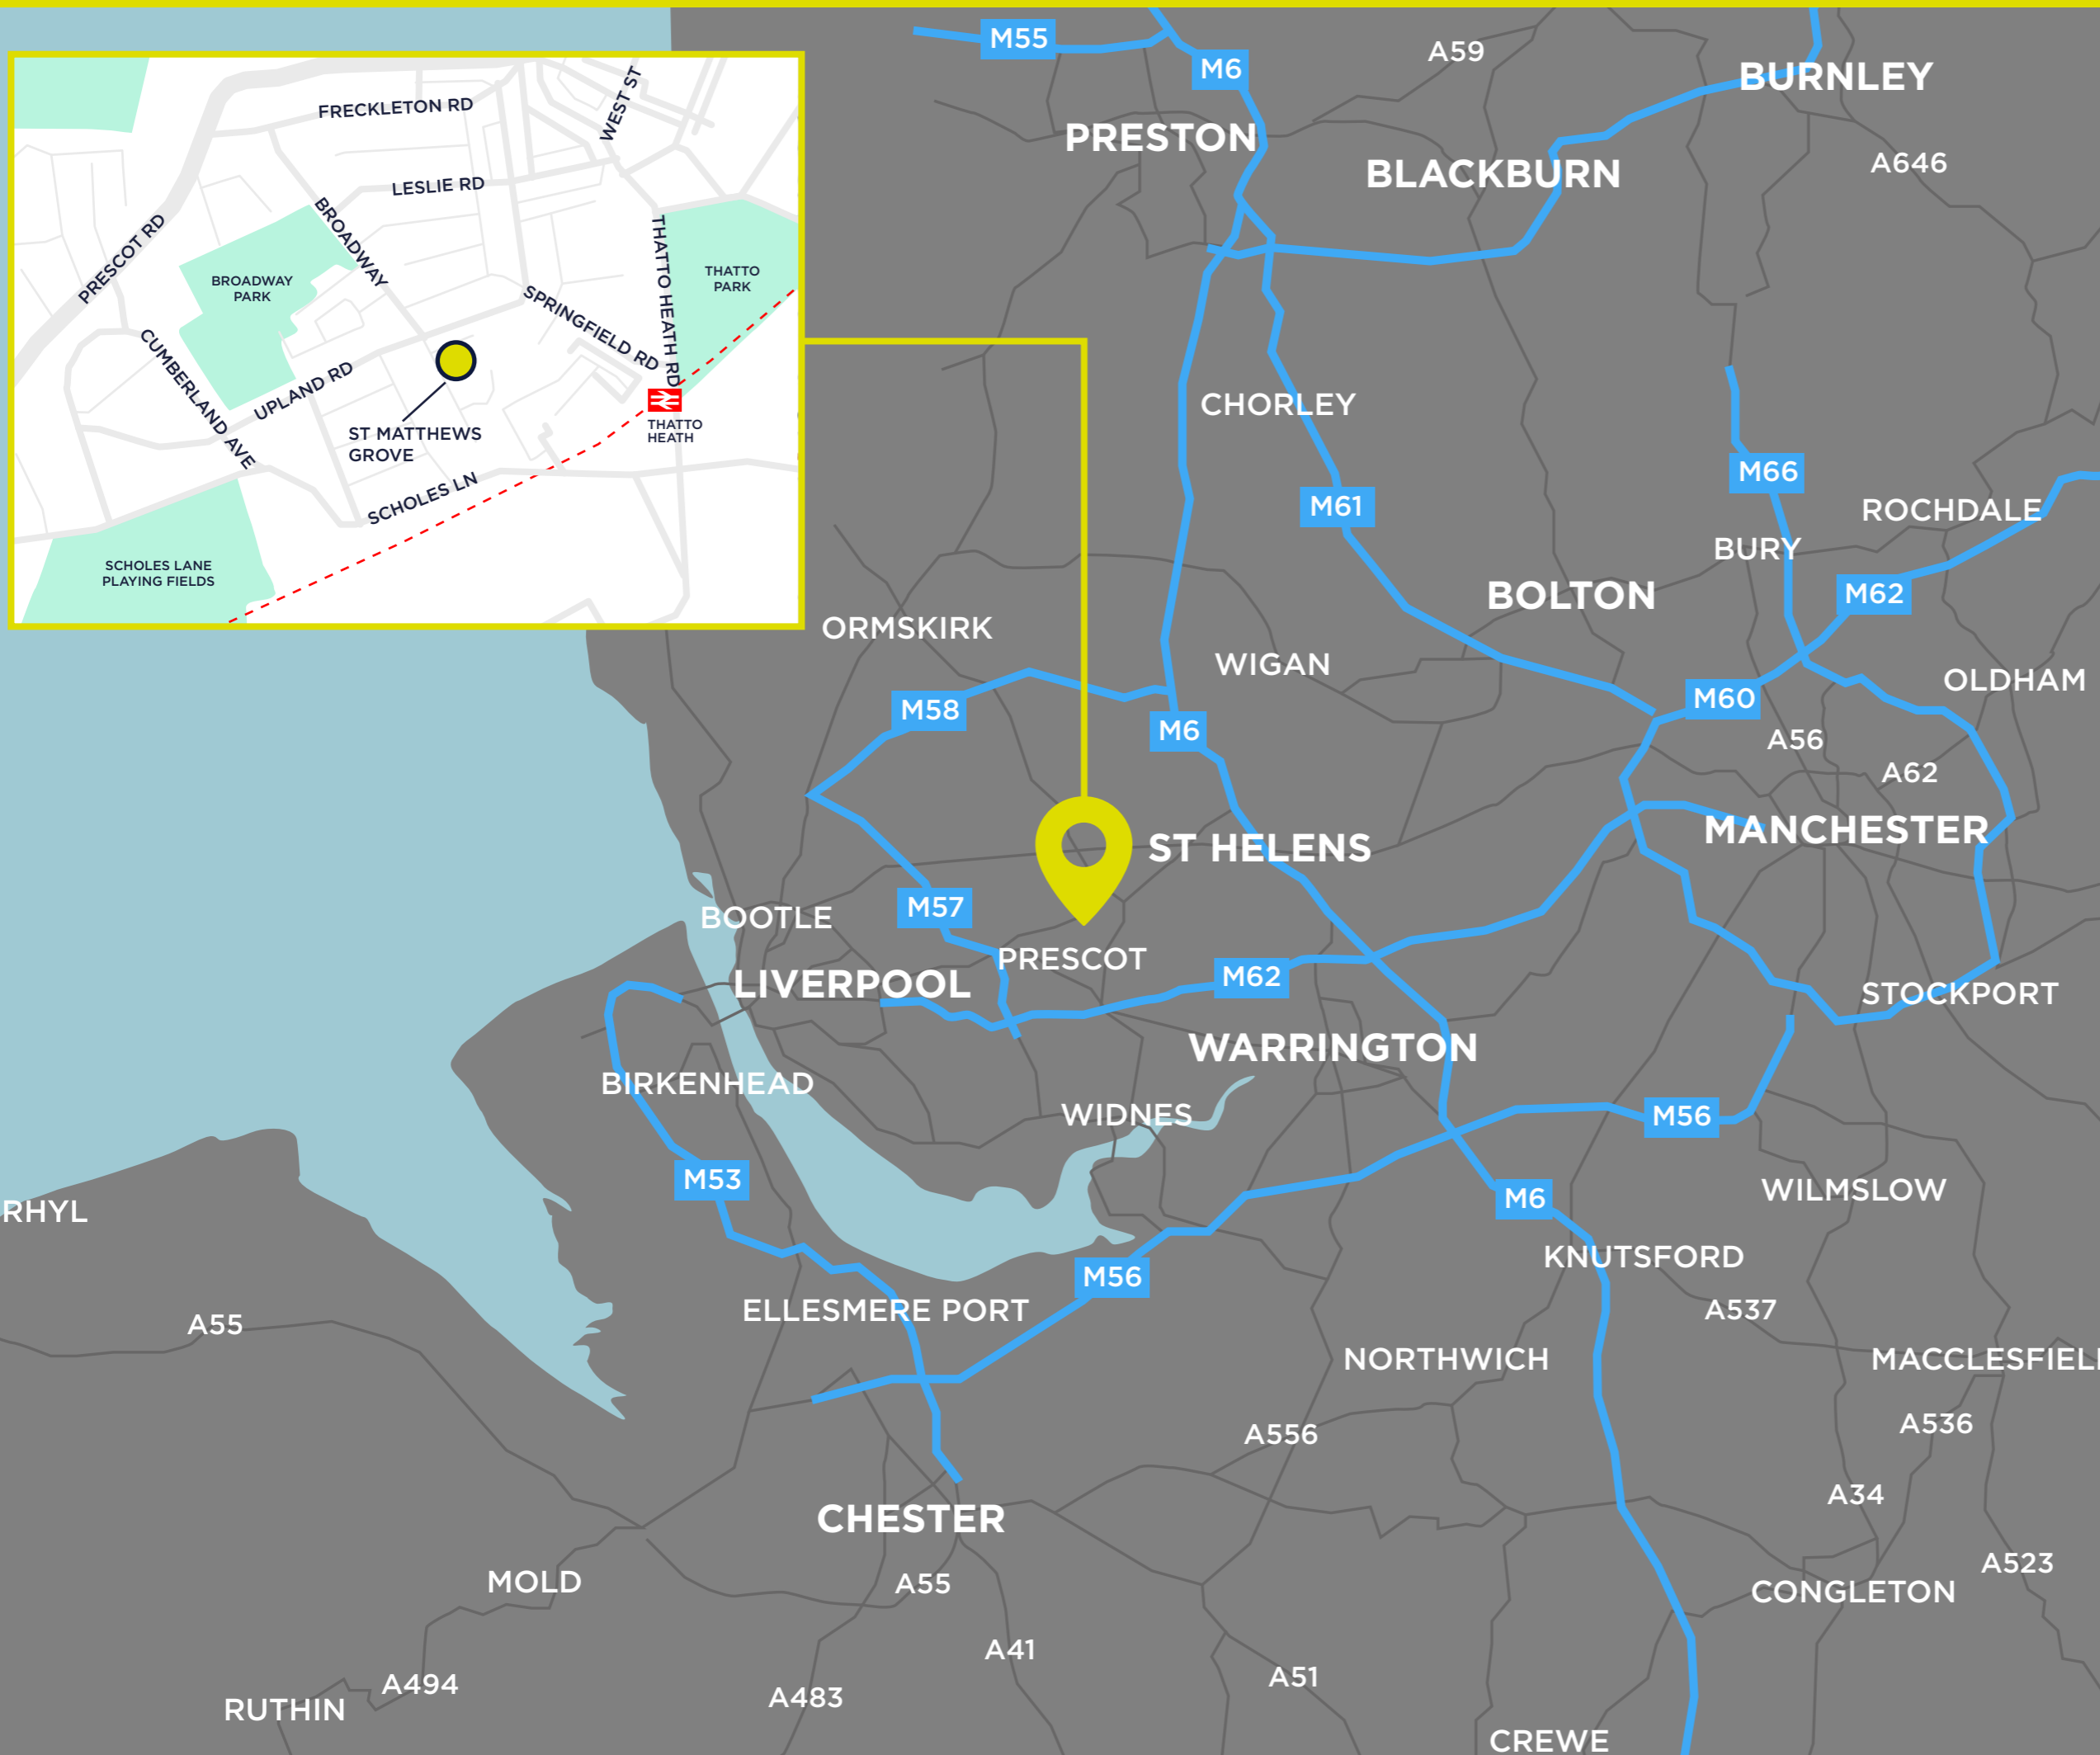 M55
A59
M6
BURNLEY
PRESTON
BLACKBURN
A646
FRECKLETON RD
WEST ST
LESLIE RD
BROADWAY
PRESCOT RD
THATTO HEATH RD
BROADWAY
PARK
THATTO
PARK
SPRINGFIELD RD
CUMBERLAND AVE
UPLAND RD
ST MATTHEWS
GROVE
THATTO
HEATH
SCHOLES LN
SCHOLES LANE
PLAYING FIELDS
CHORLEY
M66
M61
ROCHDALE
BURY
BOLTON
M62
ORMSKIRK
WIGAN
OLDHAM
M58
M60
M6
A56
A62
MANCHESTER
ST HELENS
M57
BOOTLE
PRESCOT
LIVERPOOL
M62
STOCKPORT
WARRINGTON
BIRKENHEAD
WIDNES
M56
M53
WILMSLOW
M6
RHYL
KNUTSFORD
M56
ELLESMERE PORT
A537
A55
NORTHWICH
MACCLESFIEL
A536
A556
A34
CHESTER
A523
MOLD
A55
CONGLETON
A41
A51
A494
A483
RUTHIN
CREWE